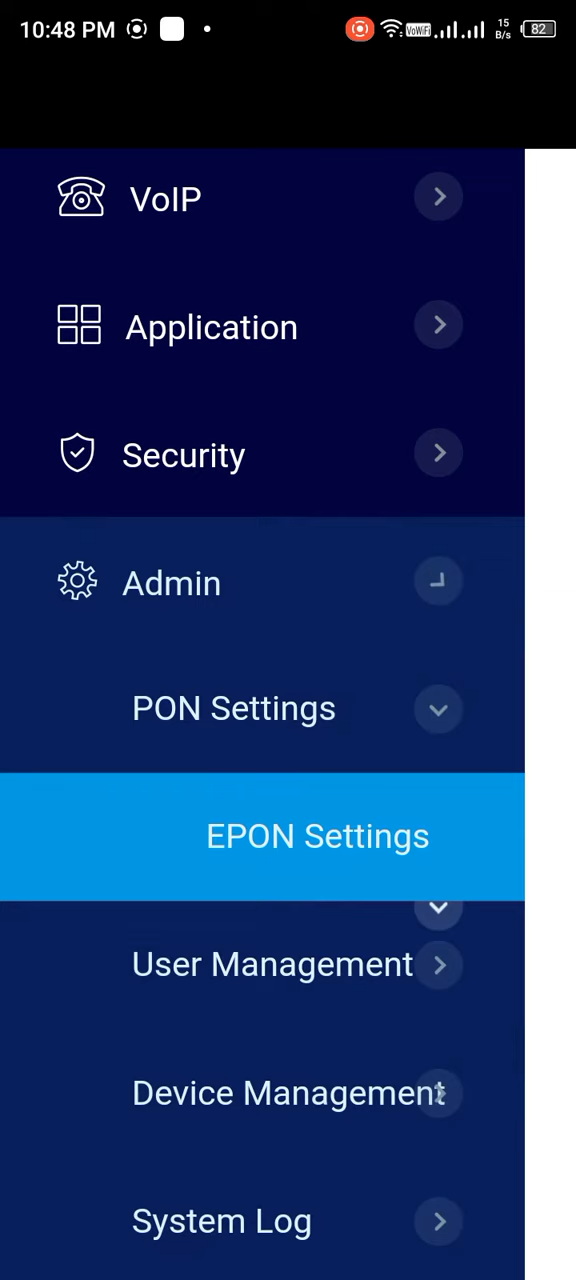 10:48 PM
VoWiFi
15
B/s
82
VoIP
Application
Security
Admin
PON Settings
EPON Settings
User Management
Device Management
System Log